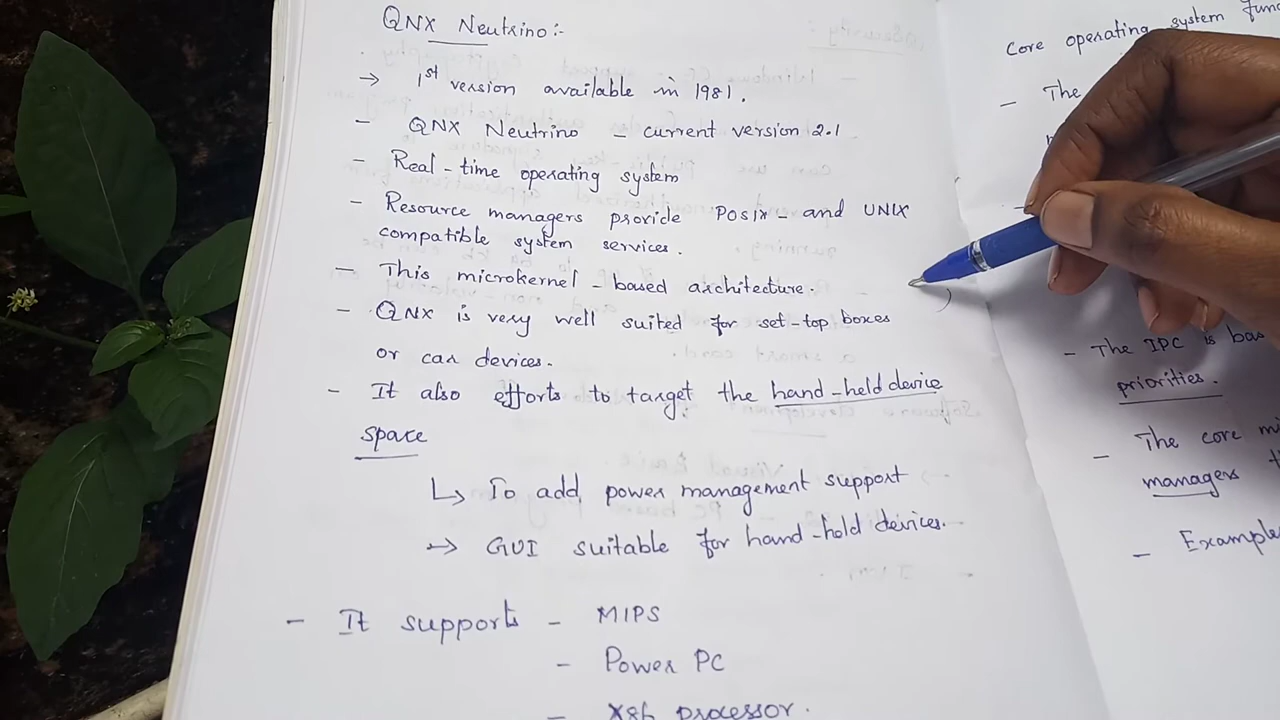 QNX Neutrino:-
→ 1st version available in 1981.
- QNX Neutrino - current version 2.1
- Real-time operating system
- Resource managers provide POSIX- and UNIX
compatible system services.
- This microkernel-based architecture.
- QNX is very well suited for set-top boxes
or car devices.
- It also efforts to target the hand-held device
space
↳ To add power management support
↳ GUI suitable for hand-held devices.
- It supports - MIPS
- Power PC
- X86 processor.
Core operating system
- The
- The IPC is
priorities.
- The core
managers
- Example